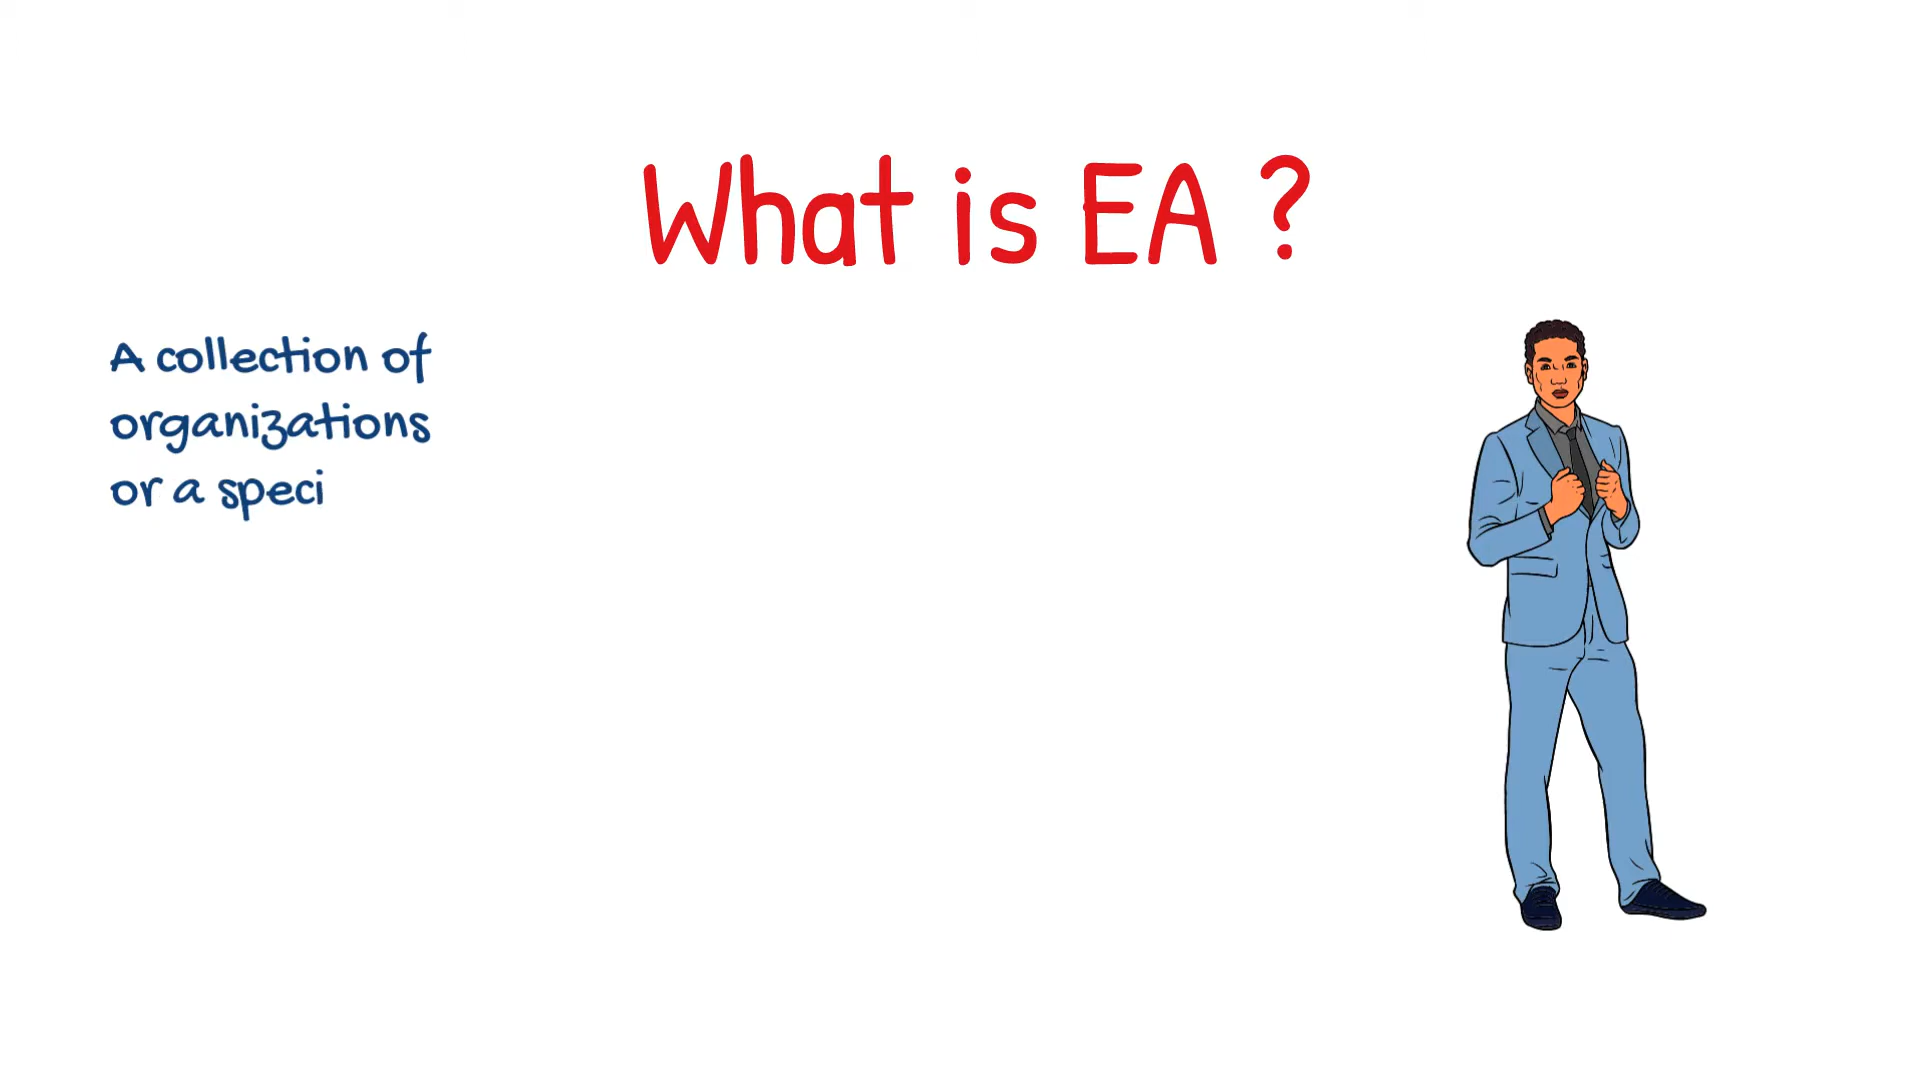 What is EA ?
A collection of
organizations
or a speci